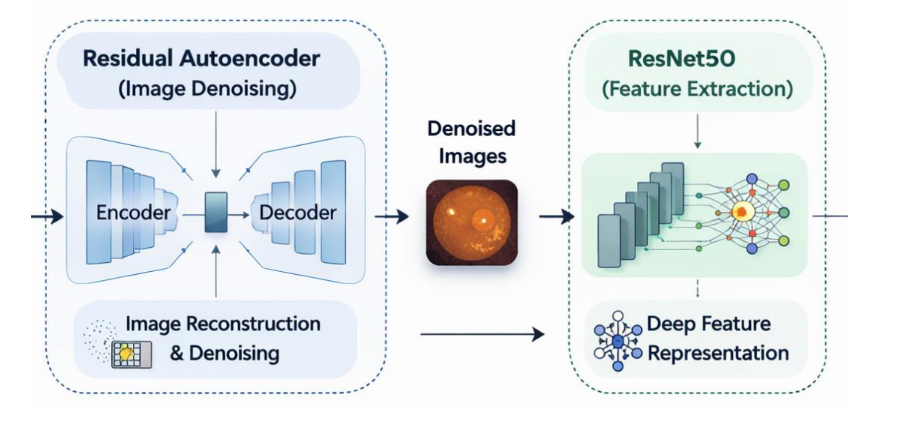 Residual Autoencoder
(Image Denoising)
Encoder
Decoder
Image Reconstruction
& Denoising
Denoised
Images
ResNet50
(Feature Extraction)
Deep Feature
Representation